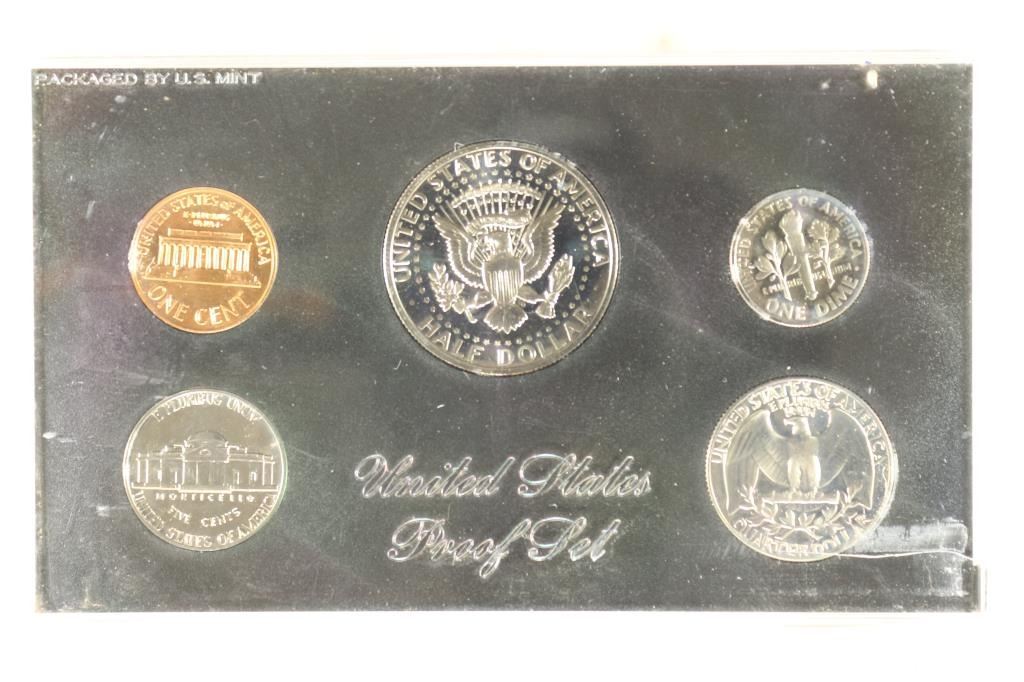 PACKAGED BY U.S. MINT
UNITED STATES OF AMERICA
ONE CENT
UNITED STATES OF AMERICA
HALF DOLLAR
UNITED STATES OF AMERICA
ONE DIME
E PLURIBUS UNUM
MONTICELLO
FIVE CENTS
UNITED STATES OF AMERICA
United States
Proof Set
UNITED STATES OF AMERICA
E PLURIBUS
UNUM
QUARTER DOLLAR